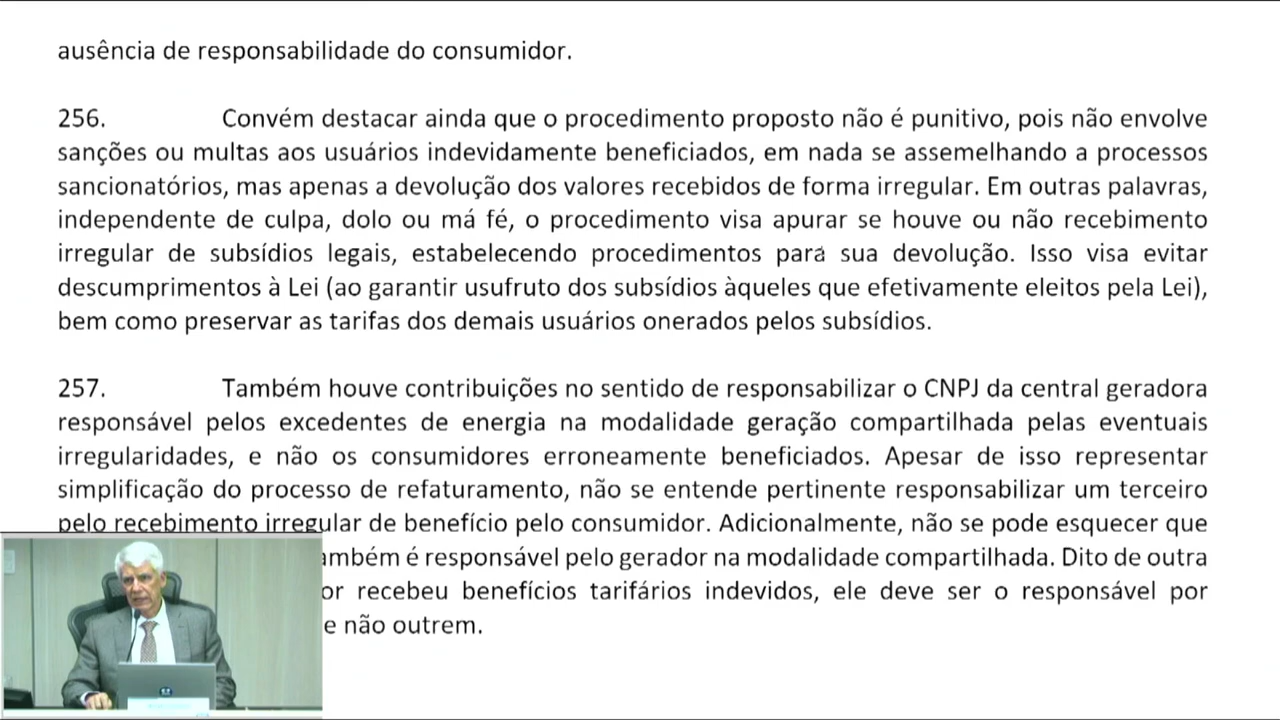 ausência de responsabilidade do consumidor.
256. Convém destacar ainda que o procedimento proposto não é punitivo, pois não envolve
sanções ou multas aos usuários indevidamente beneficiados, em nada se assemelhando a processos
sancionatórios, mas apenas a devolução dos valores recebidos de forma irregular. Em outras palavras,
independente de culpa, dolo ou má fé, o procedimento visa apurar se houve ou não recebimento
irregular de subsídios legais, estabelecendo procedimentos para sua devolução. Isso visa evitar
descumprimentos à Lei (ao garantir usufruto dos subsídios àqueles que efetivamente eleitos pela Lei),
bem como preservar as tarifas dos demais usuários onerados pelos subsídios.
257. Também houve contribuições no sentido de responsabilizar o CNPJ da central geradora
responsável pelos excedentes de energia na modalidade geração compartilhada pelas eventuais
irregularidades, e não os consumidores erroneamente beneficiados. Apesar de isso representar
simplificação do processo de refaturamento, não se entende pertinente responsabilizar um terceiro
pelo recebimento irregular de benefício pelo consumidor. Adicionalmente, não se pode esquecer que
ambém é responsável pelo gerador na modalidade compartilhada. Dito de outra
or recebeu benefícios tarifários indevidos, ele deve ser o responsável por
e não outrem.